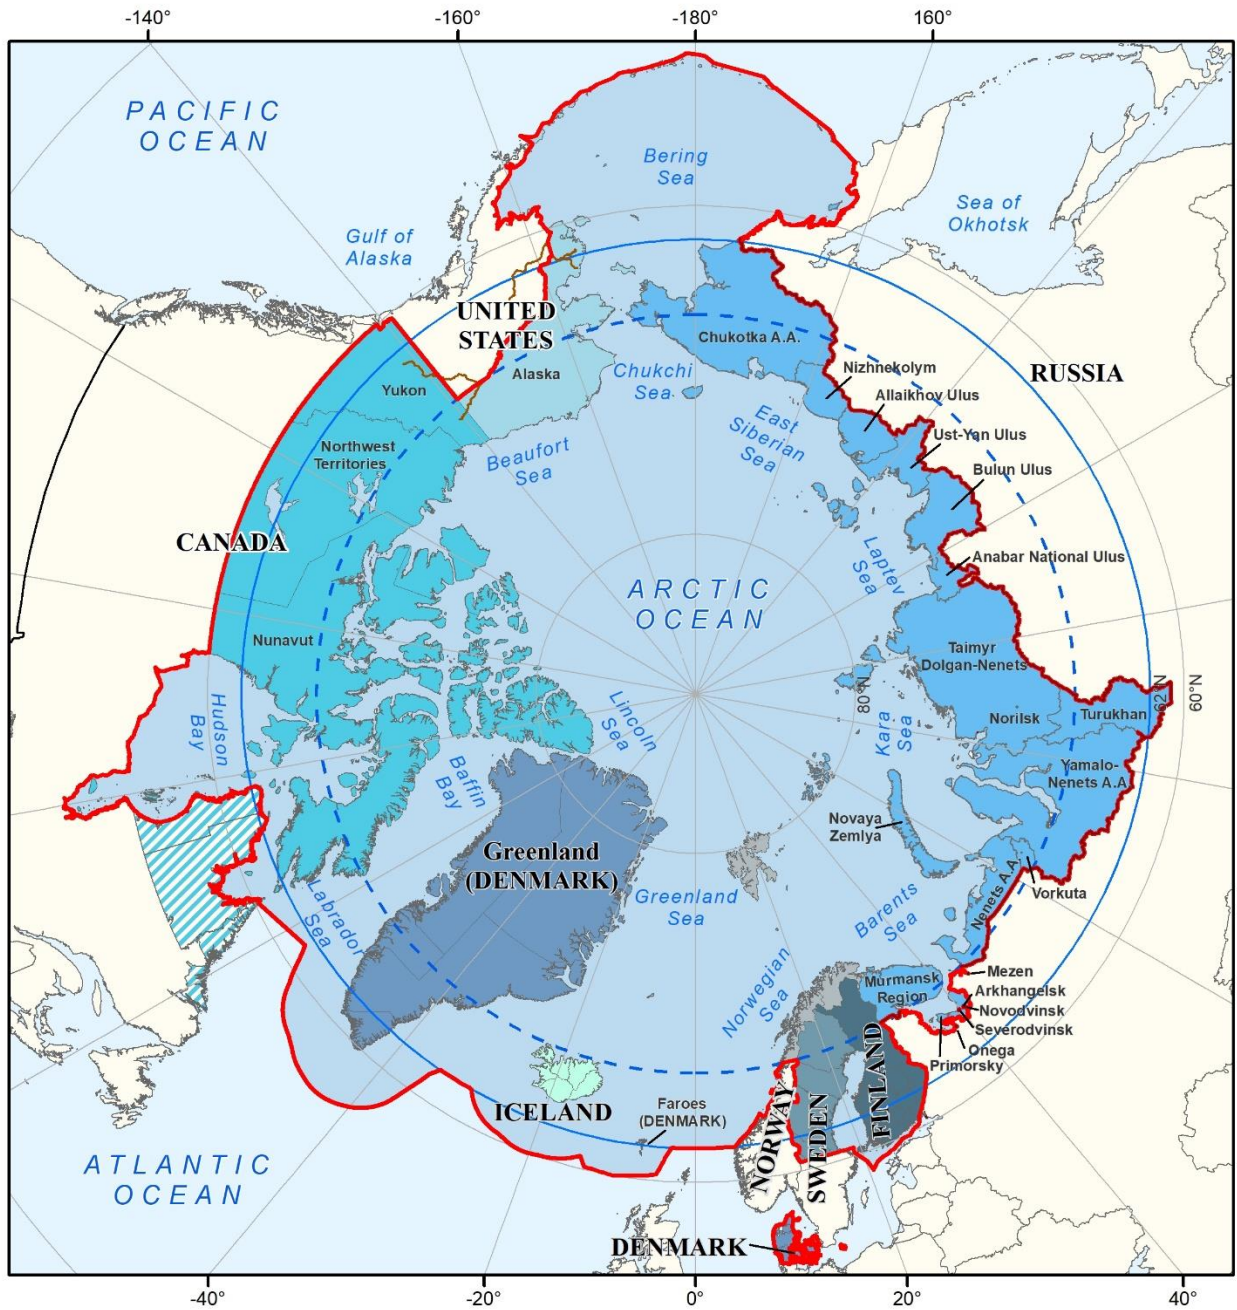 -140°
-160°
-180°
160°
PACIFIC
OCEAN
Bering
Sea
Sea of
Okhotsk
Gulf of
Alaska
UNITED
STATES
Chukotka A.A.
Alaska
Chukchi
Sea
Nizhnekolym
RUSSIA
Yukon
Allaikhov Ulus
East
Siberian
Sea
Ust-Yan Ulus
Northwest
Territories
Beaufort
Sea
Bulun Ulus
CANADA
Laptev
Sea
Anabar National Ulus
ARCTIC
OCEAN
Nunavut
Taimyr
Dolgan-Nenets
Hudson
Bay
Lincoln
Sea
80°N
Kara
Sea
Norilsk
Turukhan
62°N
60°N
Baffin
Bay
Yamalo-
Nenets A.A
Novaya
Zemlya
Greenland
(DENMARK)
Vorkuta
Labrador
Sea
Greenland
Sea
Barents
Sea
Nenets A.A
Norwegian
Sea
Murmansk
Region
Mezen
Arkhangelsk
Novodvinsk
Severodvinsk
Onega
Primorsky
ICELAND
Faroes
(DENMARK)
NORWAY
SWEDEN
FINLAND
ATLANTIC
OCEAN
DENMARK
-40°
-20°
0°
20°
40°